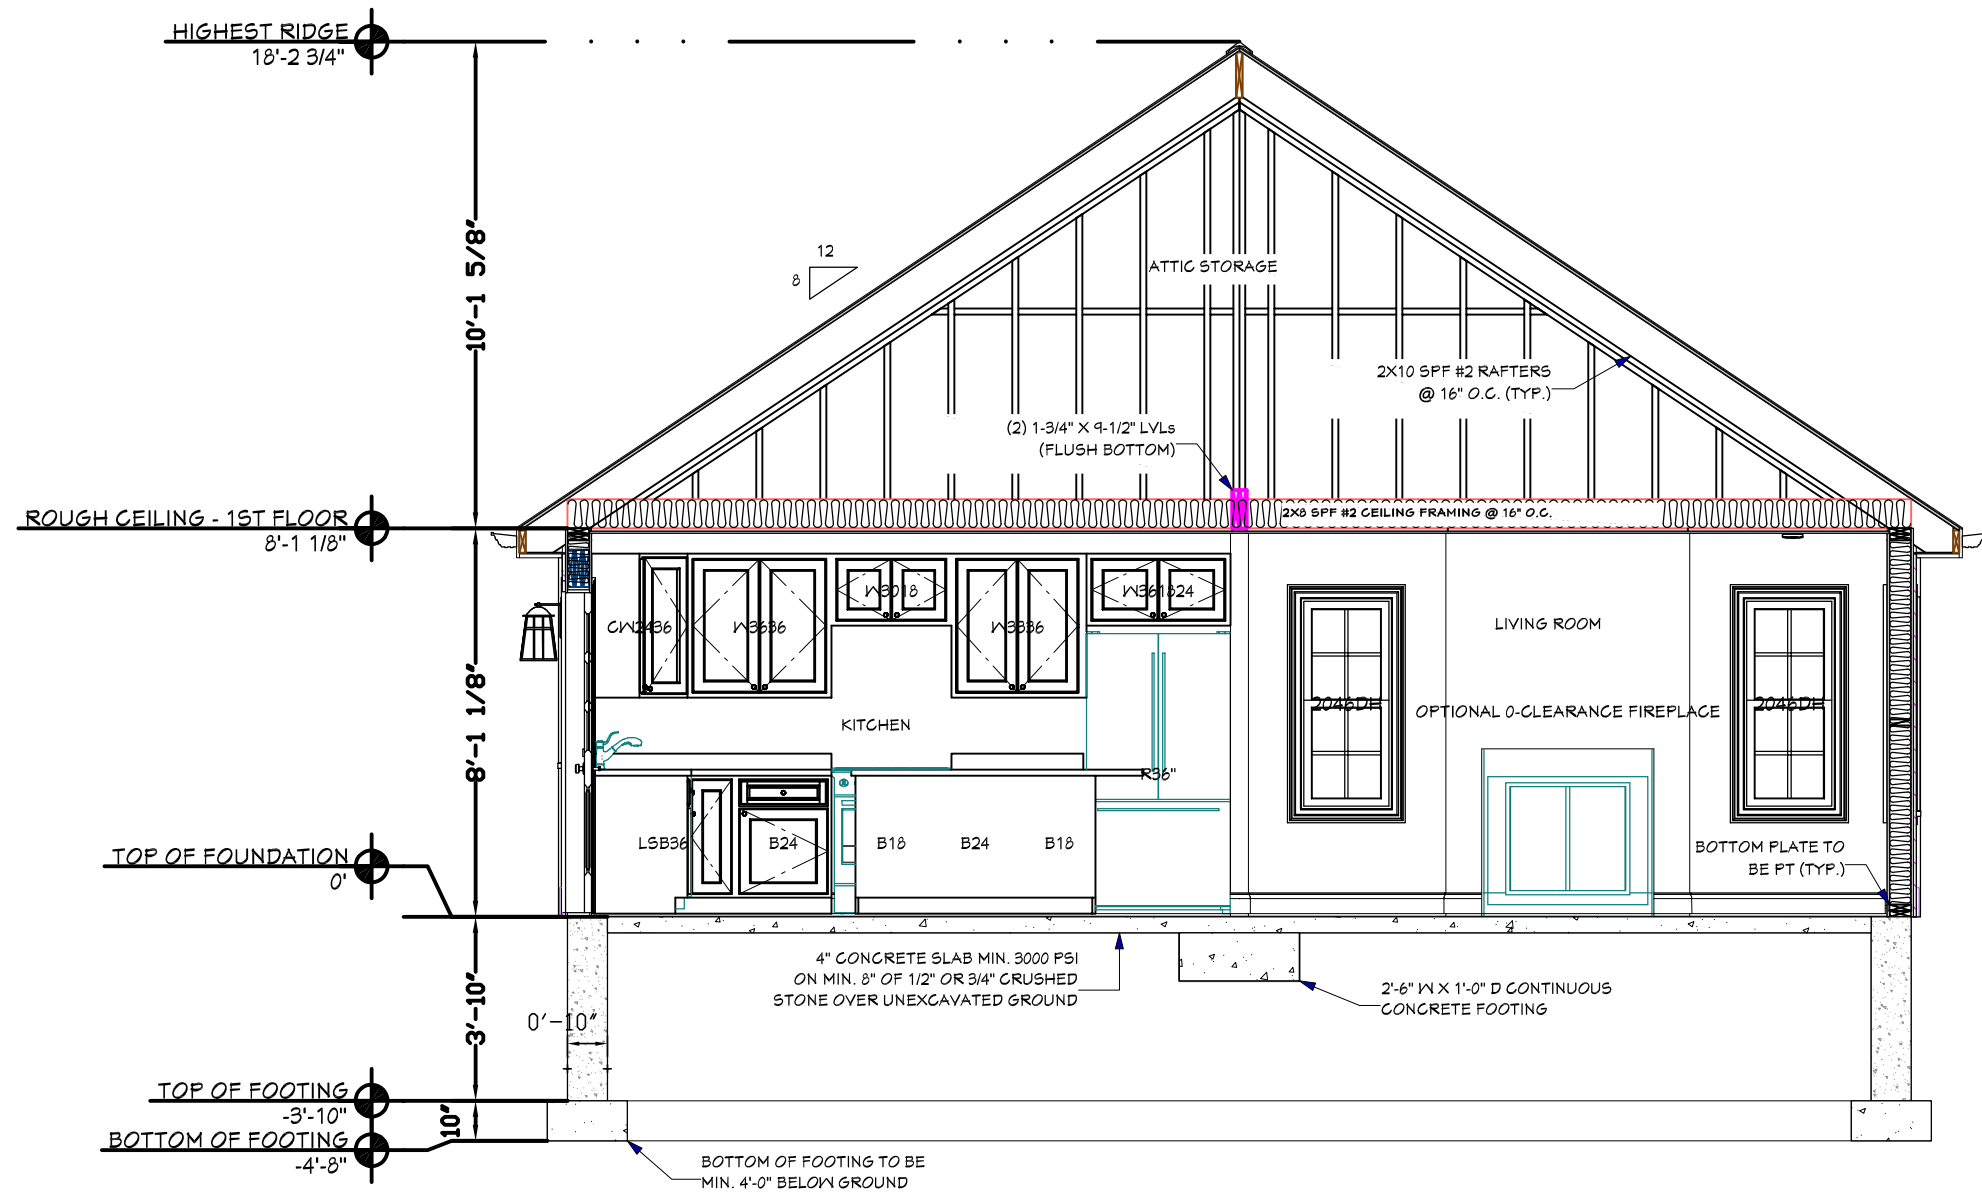 HIGHEST RIDGE
18'-2 3/4"
10'-1 5/8"
12
8
ATTIC STORAGE
2X10 SPF #2 RAFTERS
@ 16" O.C. (TYP.)
(2) 1-3/4" X 9-1/2" LVLs
(FLUSH BOTTOM)
ROUGH CEILING - 1ST FLOOR
8'-1 1/8"
2X8 SPF #2 CEILING FRAMING @ 16" O.C.
W3018
W361824
CW2436
W3636
W3336
LIVING ROOM
8'-1 1/8"
2046DH
OPTIONAL 0-CLEARANCE FIREPLACE
2046DH
KITCHEN
R36"
LSB36
B24
B18
B24
B18
BOTTOM PLATE TO
BE PT (TYP.)
TOP OF FOUNDATION
0'
4" CONCRETE SLAB MIN. 3000 PSI
ON MIN. 8" OF 1/2" OR 3/4" CRUSHED
STONE OVER UNEXCAVATED GROUND
2'-6" W X 1'-0" D CONTINUOUS
CONCRETE FOOTING
3'-10"
0'-10"
TOP OF FOOTING
-3'-10"
10"
BOTTOM OF FOOTING
-4'-8"
BOTTOM OF FOOTING TO BE
MIN. 4'-0" BELOW GROUND